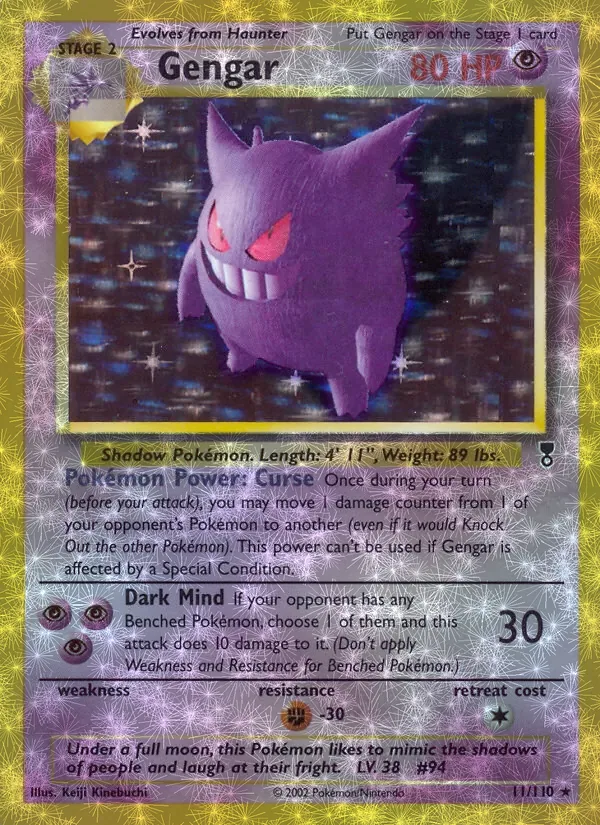 Evolves from Haunter Put Gengar on the Stage 1 card
STAGE 2
Gengar 80 HP
Shadow Pokémon. Length: 4' 11", Weight: 89 lbs.
Pokémon Power: Curse Once during your turn
(before your attack), you may move 1 damage counter from 1 of
your opponent's Pokémon to another (even if it would Knock
Out the other Pokémon). This power can't be used if Gengar is
affected by a Special Condition.
Dark Mind If your opponent has any
Benched Pokémon, choose 1 of them and this
attack does 10 damage to it. (Don't apply
Weakness and Resistance for Benched Pokémon.)
30
weakness resistance retreat cost
-30
Under a full moon, this Pokémon likes to mimic the shadows
of people and laugh at their fright. LV. 38 #94
Illus. Keiji Kinebuchi © 2002 Pokémon/Nintendo 11/110 ★